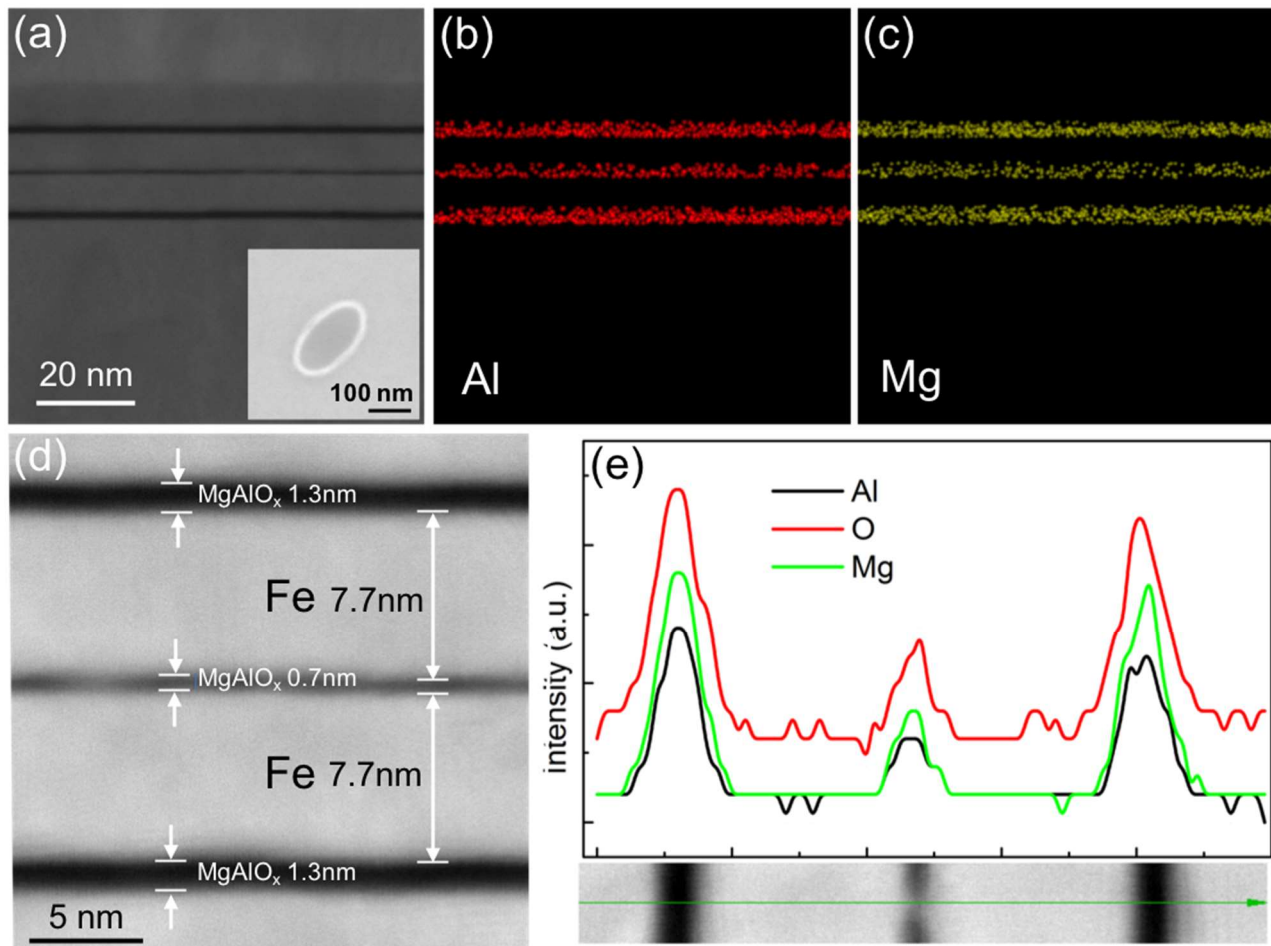 (a)
20 nm
100 nm
(b)
Al
(c)
Mg
(d)
MgAlOₓ 1.3nm
Fe 7.7nm
MgAlOₓ 0.7nm
Fe 7.7nm
MgAlOₓ 1.3nm
5 nm
(e)
Al
O
Mg
intensity (a.u.)